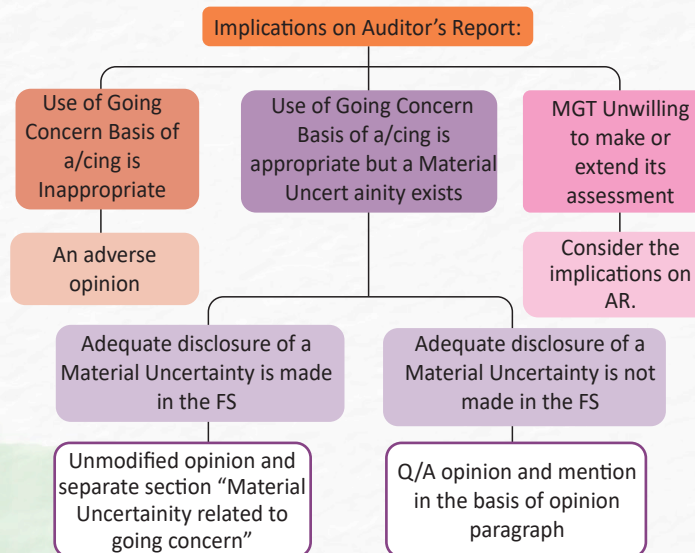 Implications on Auditor's Report:
Use of Going
Concern Basis of
a/cing is
Inappropriate
An adverse
opinion
Use of Going Concern
Basis of a/cing is
appropriate but a Material
Uncert ainity exists
MGT Unwilling
to make or
extend its
assessment
Consider the
implications on
AR.
Adequate disclosure of a
Material Uncertainty is made
in the FS
Unmodified opinion and
separate section “Material
Uncertainity related to
going concern”
Adequate disclosure of a
Material Uncertainty is not
made in the FS
Q/A opinion and mention
in the basis of opinion
paragraph